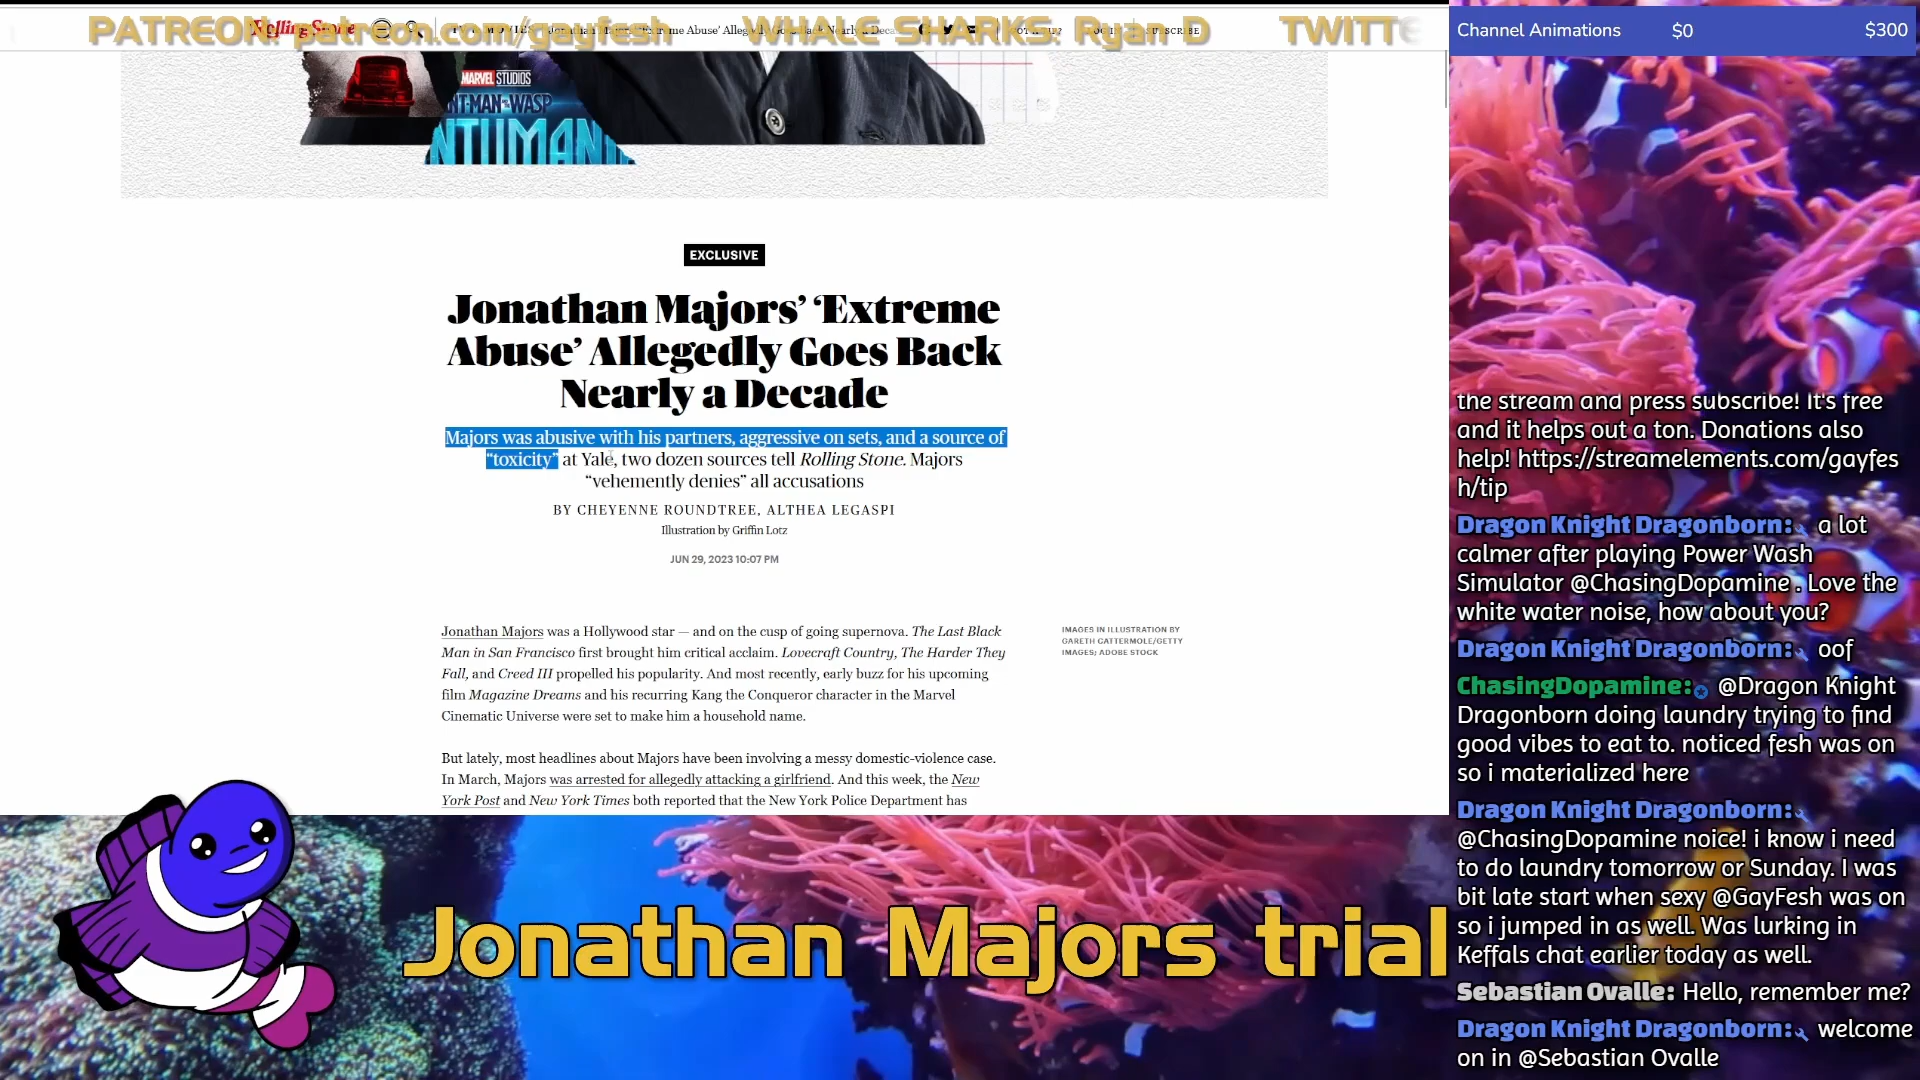 PATREON: patreon.com/gayfesh WHALE SHARKS: Ryan D TWITTE
Rolling Stone
Channel Animations $0 $300
MARVEL STUDIOS
NT-MAN AND THE WASP
NTUMAN
EXCLUSIVE
Jonathan Majors’ ‘Extreme
Abuse’ Allegedly Goes Back
Nearly a Decade
Majors was abusive with his partners, aggressive on sets, and a source of
“toxicity” at Yale, two dozen sources tell Rolling Stone. Majors
“vehemently denies” all accusations
BY CHEYENNE ROUNDTREE, ALTHEA LEGASPI
Illustration by Griffin Lotz
JUN 29, 2023 10:07 PM
Jonathan Majors was a Hollywood star — and on the cusp of going supernova. The Last Black
Man in San Francisco first brought him critical acclaim. Lovecraft Country, The Harder They
Fall, and Creed III propelled his popularity. And most recently, early buzz for his upcoming
film Magazine Dreams and his recurring Kang the Conqueror character in the Marvel
Cinematic Universe were set to make him a household name.
But lately, most headlines about Majors have been involving a messy domestic-violence case.
In March, Majors was arrested for allegedly attacking a girlfriend. And this week, the New
York Post and New York Times both reported that the New York Police Department has
IMAGES IN ILLUSTRATION BY
GARETH CATTERMOLE/GETTY
IMAGES; ADOBE STOCK
Jonathan Majors trial
the stream and press subscribe! It's free
and it helps out a ton. Donations also
help! https://streamelements.com/gayfes
h/tip
Dragon Knight Dragonborn: a lot
calmer after playing Power Wash
Simulator @ChasingDopamine . Love the
white water noise, how about you?
Dragon Knight Dragonborn: oof
ChasingDopamine: @Dragon Knight
Dragonborn doing laundry trying to find
good vibes to eat to. noticed fesh was on
so i materialized here
Dragon Knight Dragonborn:
@ChasingDopamine noice! i know i need
to do laundry tomorrow or Sunday. I was
bit late start when sexy @GayFesh was on
so i jumped in as well. Was lurking in
Keffals chat earlier today as well.
Sebastian Ovalle: Hello, remember me?
Dragon Knight Dragonborn: welcome
on in @Sebastian Ovalle